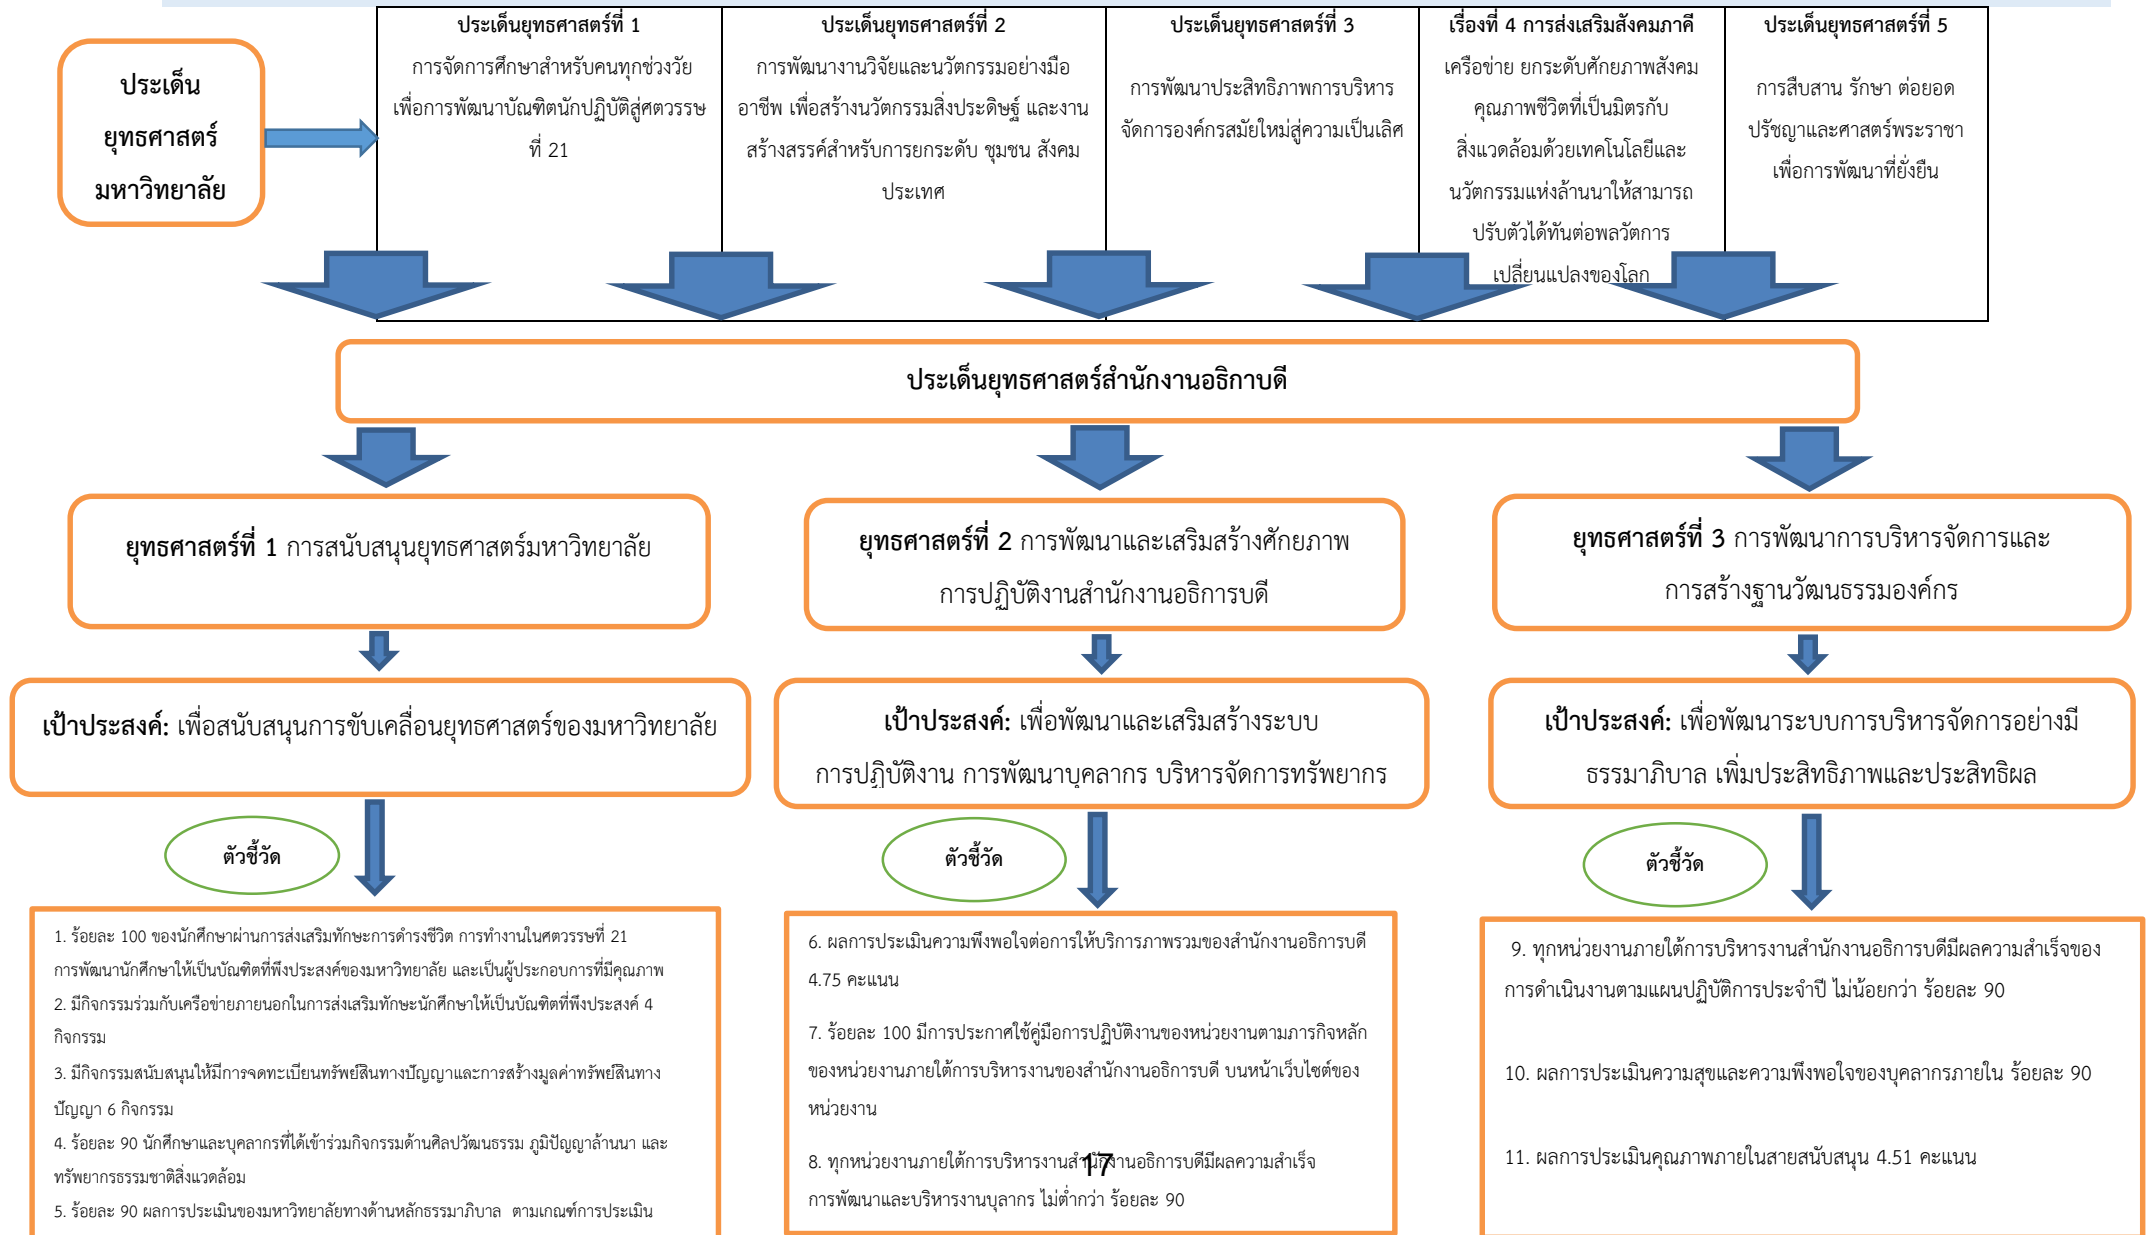 ประเด็น
ยุทธศาสตร์
มหาวิทยาลัย
ประเด็นยุทธศาสตร์ที่ 1
การจัดการศึกษาสำหรับคนทุกช่วงวัย
เพื่อการพัฒนาบัณฑิตนักปฏิบัติสู่ศตวรรษ
ที่ 21
ประเด็นยุทธศาสตร์ที่ 2
การพัฒนางานวิจัยและนวัตกรรมอย่างมือ
อาชีพ เพื่อสร้างนวัตกรรมสิ่งประดิษฐ์ และงาน
สร้างสรรค์สำหรับการยกระดับ ชุมชน สังคม
ประเทศ
ประเด็นยุทธศาสตร์ที่ 3
การพัฒนาประสิทธิภาพการบริหาร
จัดการองค์กรสมัยใหม่สู่ความเป็นเลิศ
เรื่องที่ 4 การส่งเสริมสังคมภาคี
เครือข่าย ยกระดับศักยภาพสังคม
คุณภาพชีวิตที่เป็นมิตรกับ
สิ่งแวดล้อมด้วยเทคโนโลยีและ
นวัตกรรมแห่งล้านนาให้สามารถ
ปรับตัวได้ทันต่อพลวัตการ
เปลี่ยนแปลงของโลก
ประเด็นยุทธศาสตร์ที่ 5
การสืบสาน รักษา ต่อยอด
ปรัชญาและศาสตร์พระราชา
เพื่อการพัฒนาที่ยั่งยืน
ประเด็นยุทธศาสตร์สำนักงานอธิกาบดี
ยุทธศาสตร์ที่ 1 การสนับสนุนยุทธศาสตร์มหาวิทยาลัย
ยุทธศาสตร์ที่ 2 การพัฒนาและเสริมสร้างศักยภาพ
การปฏิบัติงานสำนักงานอธิการบดี
ยุทธศาสตร์ที่ 3 การพัฒนาการบริหารจัดการและ
การสร้างฐานวัฒนธรรมองค์กร
เป้าประสงค์: เพื่อสนับสนุนการขับเคลื่อนยุทธศาสตร์ของมหาวิทยาลัย
เป้าประสงค์: เพื่อพัฒนาและเสริมสร้างระบบ
การปฏิบัติงาน การพัฒนาบุคลากร บริหารจัดการทรัพยากร
เป้าประสงค์: เพื่อพัฒนาระบบการบริหารจัดการอย่างมี
ธรรมาภิบาล เพิ่มประสิทธิภาพและประสิทธิผล
ตัวชี้วัด
ตัวชี้วัด
ตัวชี้วัด
1. ร้อยละ 100 ของนักศึกษาผ่านการส่งเสริมทักษะการดำรงชีวิต การทำงานในศตวรรษที่ 21
การพัฒนานักศึกษาให้เป็นบัณฑิตที่พึงประสงค์ของมหาวิทยาลัย และเป็นผู้ประกอบการที่มีคุณภาพ
2. มีกิจกรรมร่วมกับเครือข่ายภายนอกในการส่งเสริมทักษะนักศึกษาให้เป็นบัณฑิตที่พึงประสงค์ 4
กิจกรรม
3. มีกิจกรรมสนับสนุนให้มีการจดทะเบียนทรัพย์สินทางปัญญาและการสร้างมูลค่าทรัพย์สินทาง
ปัญญา 6 กิจกรรม
4. ร้อยละ 90 นักศึกษาและบุคลากรที่ได้เข้าร่วมกิจกรรมด้านศิลปวัฒนธรรม ภูมิปัญญาล้านนา และ
ทรัพยากรธรรมชาติสิ่งแวดล้อม
5. ร้อยละ 90 ผลการประเมินของมหาวิทยาลัยทางด้านหลักธรรมาภิบาล ตามเกณฑ์การประเมิน
6. ผลการประเมินความพึงพอใจต่อการให้บริการภาพรวมของสำนักงานอธิการบดี
4.75 คะแนน
7. ร้อยละ 100 มีการประกาศใช้คู่มือการปฏิบัติงานของหน่วยงานตามภารกิจหลัก
ของหน่วยงานภายใต้การบริหารงานของสำนักงานอธิการบดี บนหน้าเว็บไซต์ของ
หน่วยงาน
8. ทุกหน่วยงานภายใต้การบริหารงานสำนักงานอธิการบดีมีผลความสำเร็จ
การพัฒนาและบริหารงานบุลากร ไม่ต่ำกว่า ร้อยละ 90
17
9. ทุกหน่วยงานภายใต้การบริหารงานสำนักงานอธิการบดีมีผลความสำเร็จของ
การดำเนินงานตามแผนปฏิบัติการประจำปี ไม่น้อยกว่า ร้อยละ 90
10. ผลการประเมินความสุขและความพึงพอใจของบุคลากรภายใน ร้อยละ 90
11. ผลการประเมินคุณภาพภายในสายสนับสนุน 4.51 คะแนน